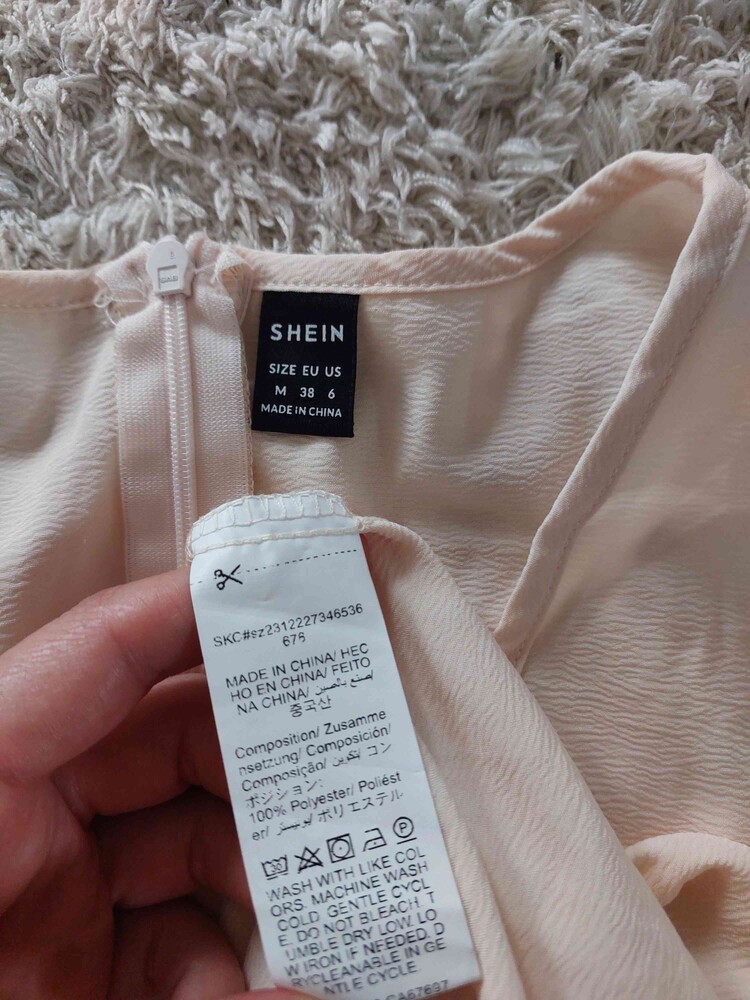 SHEIN
SIZE EU US
M 38 6
MADE IN CHINA
SKC#sz2312227346536
676
MADE IN CHINA/ HEC
HO EN CHINA/ FEITO
NA CHINA/ صنع بالصين/
중국산
Composition/ Zusamme
nsetzung/ Composición/
Composição/ تكوين/ コン
ポジション:
100% Polyester/ Poliést
er/ بوليستر/ ポリエステル
WASH WITH LIKE COL
ORS. MACHINE WASH
COLD GENTLE CYCL
E. DO NOT BLEACH. T
UMBLE DRY LOW. LO
W IRON IF NEEDED. D
RYCLEANABLE IN GE
NTLE CYCLE.
CA67697